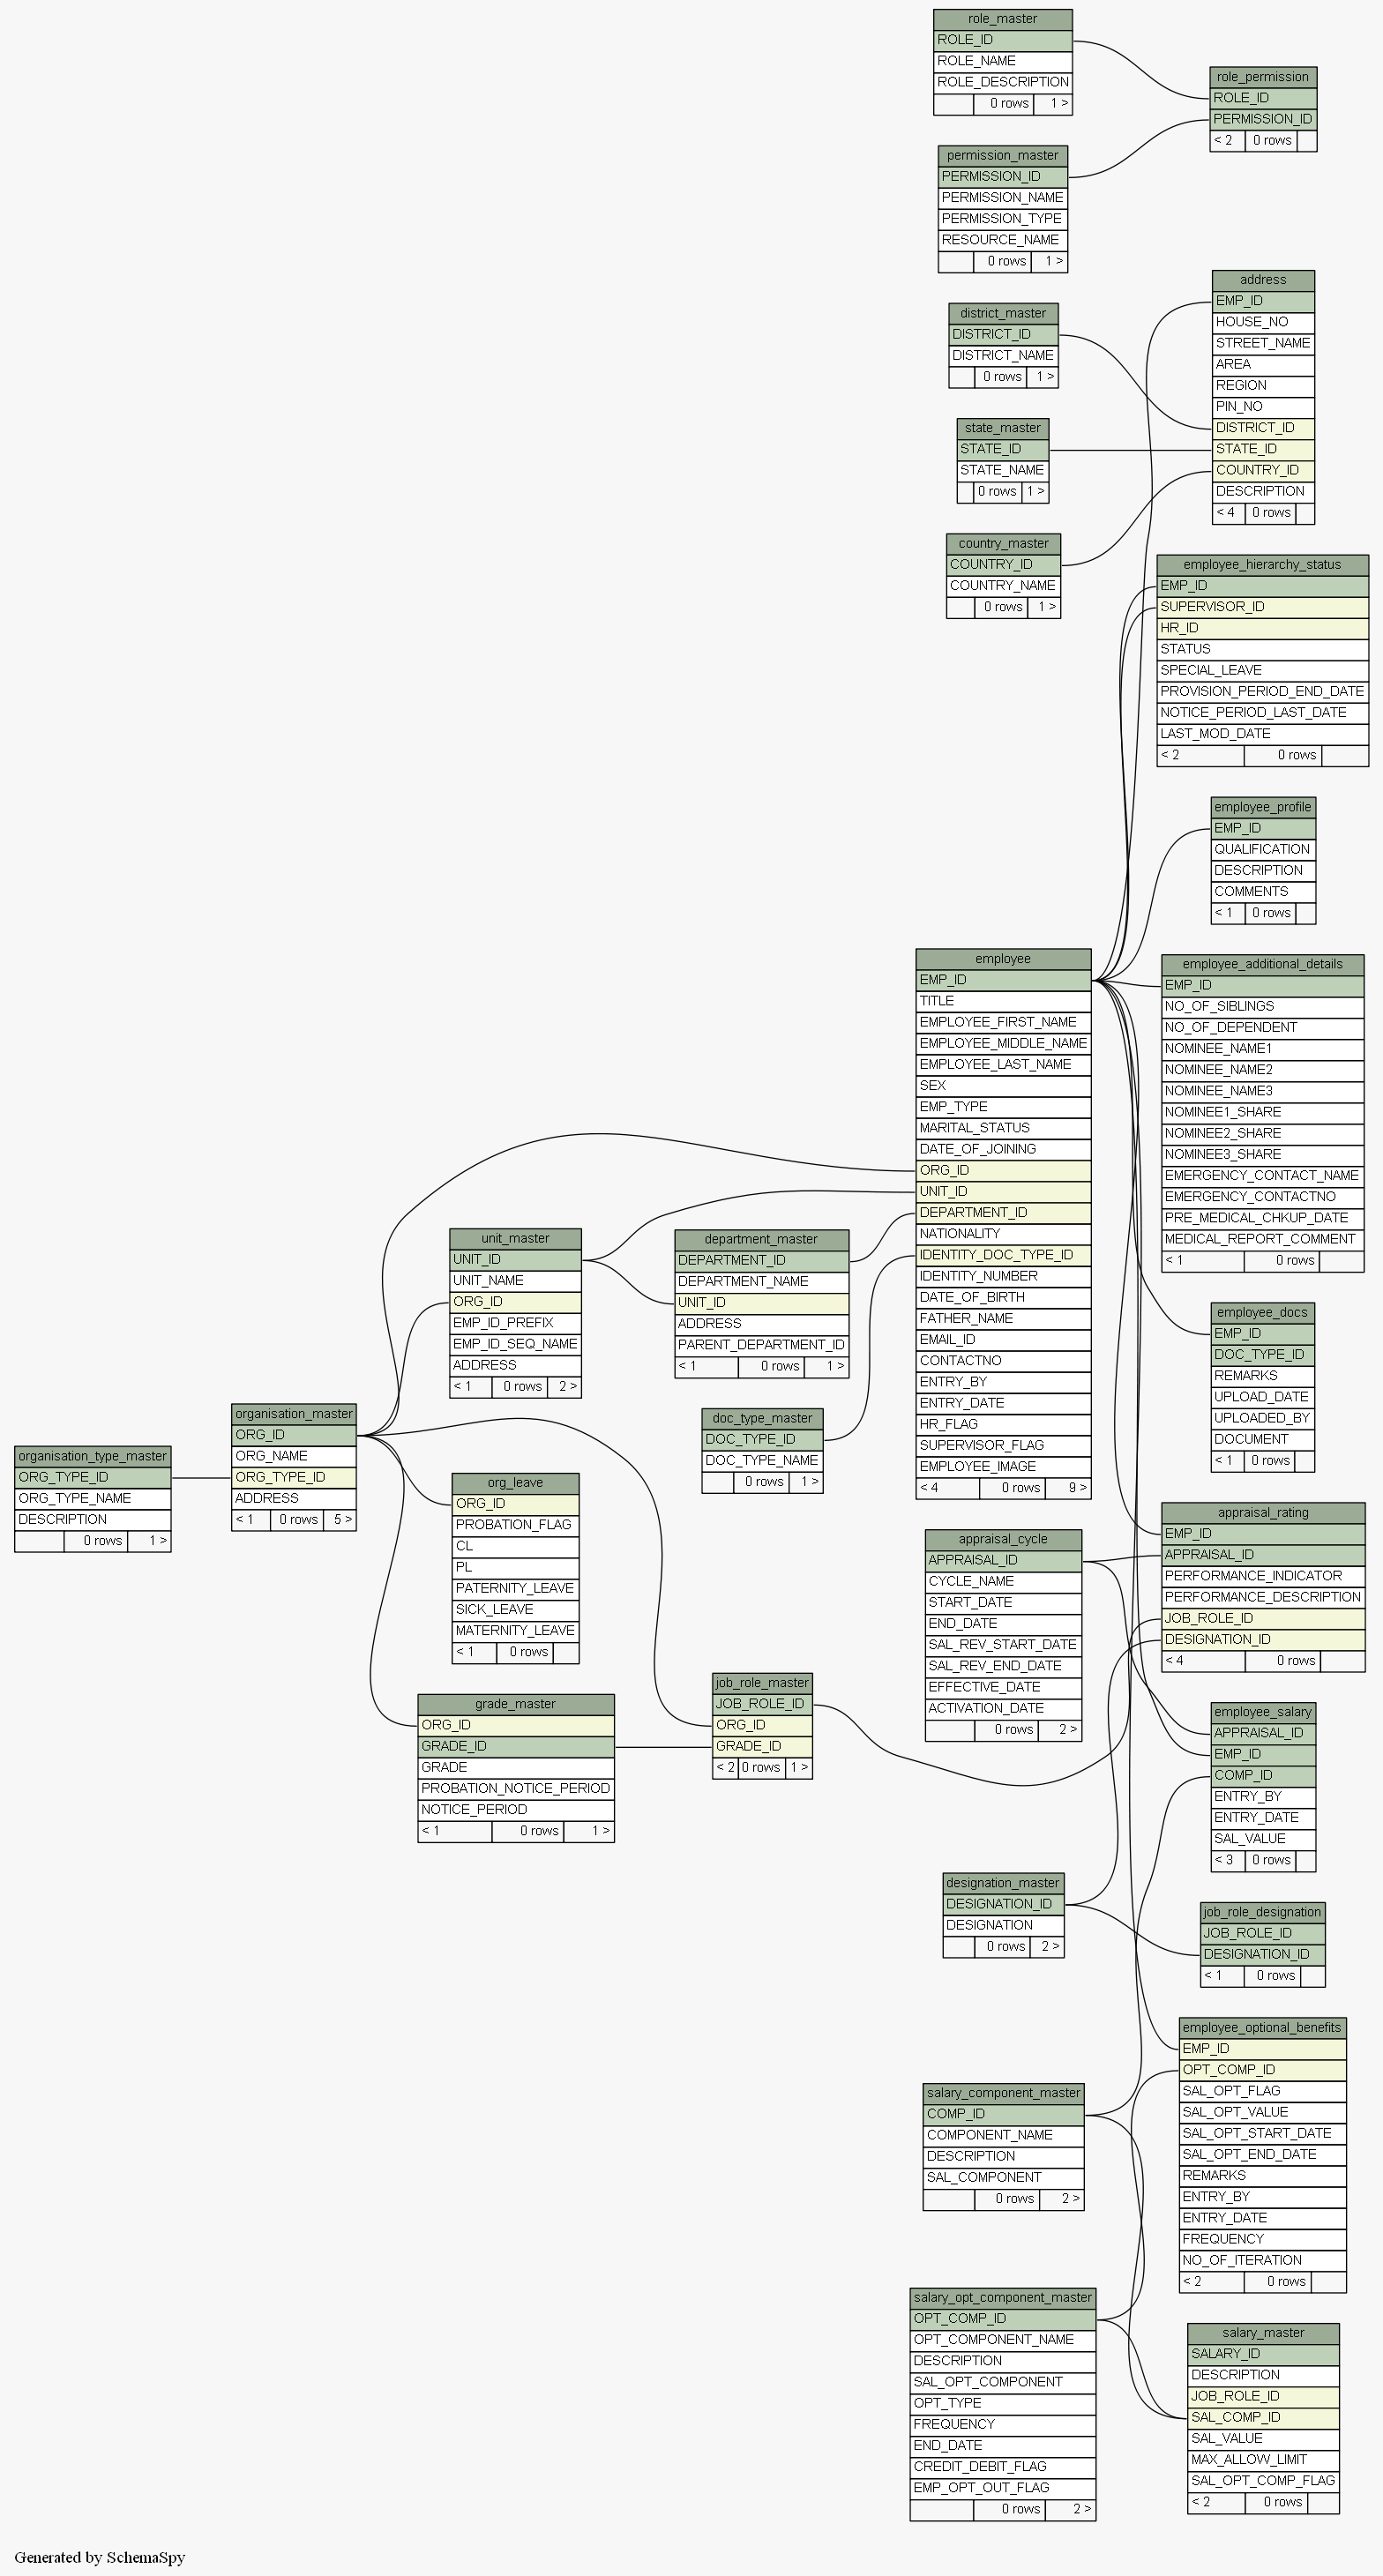 role_master
ROLE_ID
ROLE_NAME
ROLE_DESCRIPTION
0 rows 1 >
role_permission
ROLE_ID
PERMISSION_ID
< 2 0 rows
permission_master
PERMISSION_ID
PERMISSION_NAME
PERMISSION_TYPE
RESOURCE_NAME
0 rows 1 >
address
EMP_ID
HOUSE_NO
STREET_NAME
AREA
REGION
PIN_NO
DISTRICT_ID
STATE_ID
COUNTRY_ID
DESCRIPTION
< 4 0 rows
district_master
DISTRICT_ID
DISTRICT_NAME
0 rows 1 >
state_master
STATE_ID
STATE_NAME
0 rows 1 >
country_master
COUNTRY_ID
COUNTRY_NAME
0 rows 1 >
employee_hierarchy_status
EMP_ID
SUPERVISOR_ID
HR_ID
STATUS
SPECIAL_LEAVE
PROVISION_PERIOD_END_DATE
NOTICE_PERIOD_LAST_DATE
LAST_MOD_DATE
< 2 0 rows
employee_profile
EMP_ID
QUALIFICATION
DESCRIPTION
COMMENTS
< 1 0 rows
employee
EMP_ID
TITLE
EMPLOYEE_FIRST_NAME
EMPLOYEE_MIDDLE_NAME
EMPLOYEE_LAST_NAME
SEX
EMP_TYPE
MARITAL_STATUS
DATE_OF_JOINING
ORG_ID
UNIT_ID
DEPARTMENT_ID
NATIONALITY
IDENTITY_DOC_TYPE_ID
IDENTITY_NUMBER
DATE_OF_BIRTH
FATHER_NAME
EMAIL_ID
CONTACTNO
ENTRY_BY
ENTRY_DATE
HR_FLAG
SUPERVISOR_FLAG
EMPLOYEE_IMAGE
< 4 0 rows 9 >
employee_additional_details
EMP_ID
NO_OF_SIBLINGS
NO_OF_DEPENDENT
NOMINEE_NAME1
NOMINEE_NAME2
NOMINEE_NAME3
NOMINEE1_SHARE
NOMINEE2_SHARE
NOMINEE3_SHARE
EMERGENCY_CONTACT_NAME
EMERGENCY_CONTACTNO
PRE_MEDICAL_CHKUP_DATE
MEDICAL_REPORT_COMMENT
< 1 0 rows
unit_master
UNIT_ID
UNIT_NAME
ORG_ID
EMP_ID_PREFIX
EMP_ID_SEQ_NAME
ADDRESS
< 1 0 rows 2 >
department_master
DEPARTMENT_ID
DEPARTMENT_NAME
UNIT_ID
ADDRESS
PARENT_DEPARTMENT_ID
< 1 0 rows 1 >
employee_docs
EMP_ID
DOC_TYPE_ID
REMARKS
UPLOAD_DATE
UPLOADED_BY
DOCUMENT
< 1 0 rows
organisation_type_master
ORG_TYPE_ID
ORG_TYPE_NAME
DESCRIPTION
0 rows 1 >
organisation_master
ORG_ID
ORG_NAME
ORG_TYPE_ID
ADDRESS
< 1 0 rows 5 >
doc_type_master
DOC_TYPE_ID
DOC_TYPE_NAME
0 rows 1 >
org_leave
ORG_ID
PROBATION_FLAG
CL
PL
PATERNITY_LEAVE
SICK_LEAVE
MATERNITY_LEAVE
< 1 0 rows
appraisal_cycle
APPRAISAL_ID
CYCLE_NAME
START_DATE
END_DATE
SAL_REV_START_DATE
SAL_REV_END_DATE
EFFECTIVE_DATE
ACTIVATION_DATE
0 rows 2 >
appraisal_rating
EMP_ID
APPRAISAL_ID
PERFORMANCE_INDICATOR
PERFORMANCE_DESCRIPTION
JOB_ROLE_ID
DESIGNATION_ID
< 4 0 rows
grade_master
ORG_ID
GRADE_ID
GRADE
PROBATION_NOTICE_PERIOD
NOTICE_PERIOD
< 1 0 rows 1 >
job_role_master
JOB_ROLE_ID
ORG_ID
GRADE_ID
< 2 0 rows 1 >
employee_salary
APPRAISAL_ID
EMP_ID
COMP_ID
ENTRY_BY
ENTRY_DATE
SAL_VALUE
< 3 0 rows
designation_master
DESIGNATION_ID
DESIGNATION
0 rows 2 >
job_role_designation
JOB_ROLE_ID
DESIGNATION_ID
< 1 0 rows
employee_optional_benefits
EMP_ID
OPT_COMP_ID
SAL_OPT_FLAG
SAL_OPT_VALUE
SAL_OPT_START_DATE
SAL_OPT_END_DATE
REMARKS
ENTRY_BY
ENTRY_DATE
FREQUENCY
NO_OF_ITERATION
< 2 0 rows
salary_component_master
COMP_ID
COMPONENT_NAME
DESCRIPTION
SAL_COMPONENT
0 rows 2 >
salary_opt_component_master
OPT_COMP_ID
OPT_COMPONENT_NAME
DESCRIPTION
SAL_OPT_COMPONENT
OPT_TYPE
FREQUENCY
END_DATE
CREDIT_DEBIT_FLAG
EMP_OPT_OUT_FLAG
0 rows 2 >
salary_master
SALARY_ID
DESCRIPTION
JOB_ROLE_ID
SAL_COMP_ID
SAL_VALUE
MAX_ALLOW_LIMIT
SAL_OPT_COMP_FLAG
< 2 0 rows
Generated by SchemaSpy